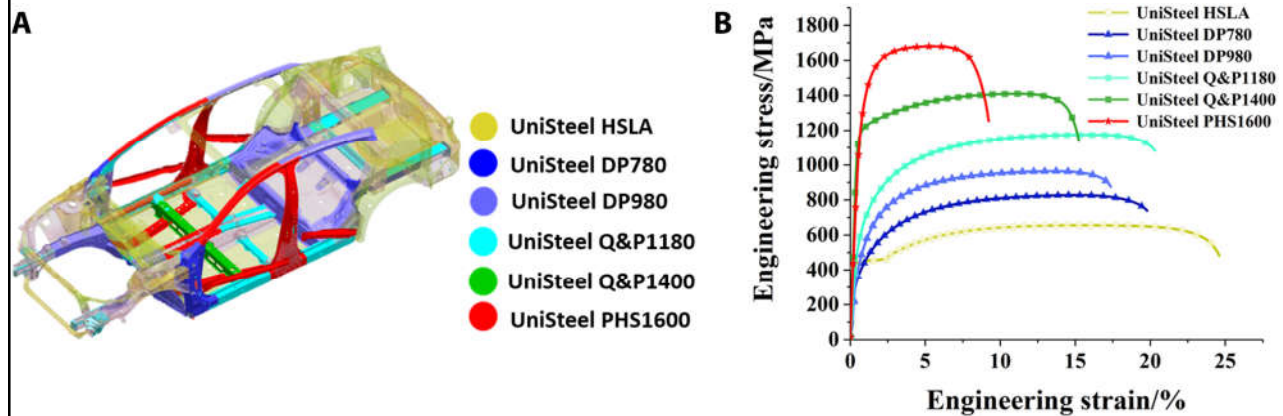 A
UniSteel HSLA
UniSteel DP780
UniSteel DP980
UniSteel Q&P1180
UniSteel Q&P1400
UniSteel PHS1600
B
Engineering stress/MPa
1800
1600
1400
1200
1000
800
600
400
200
0
0
5
10
15
20
25
Engineering strain/%
UniSteel HSLA
UniSteel DP780
UniSteel DP980
UniSteel Q&P1180
UniSteel Q&P1400
UniSteel PHS1600